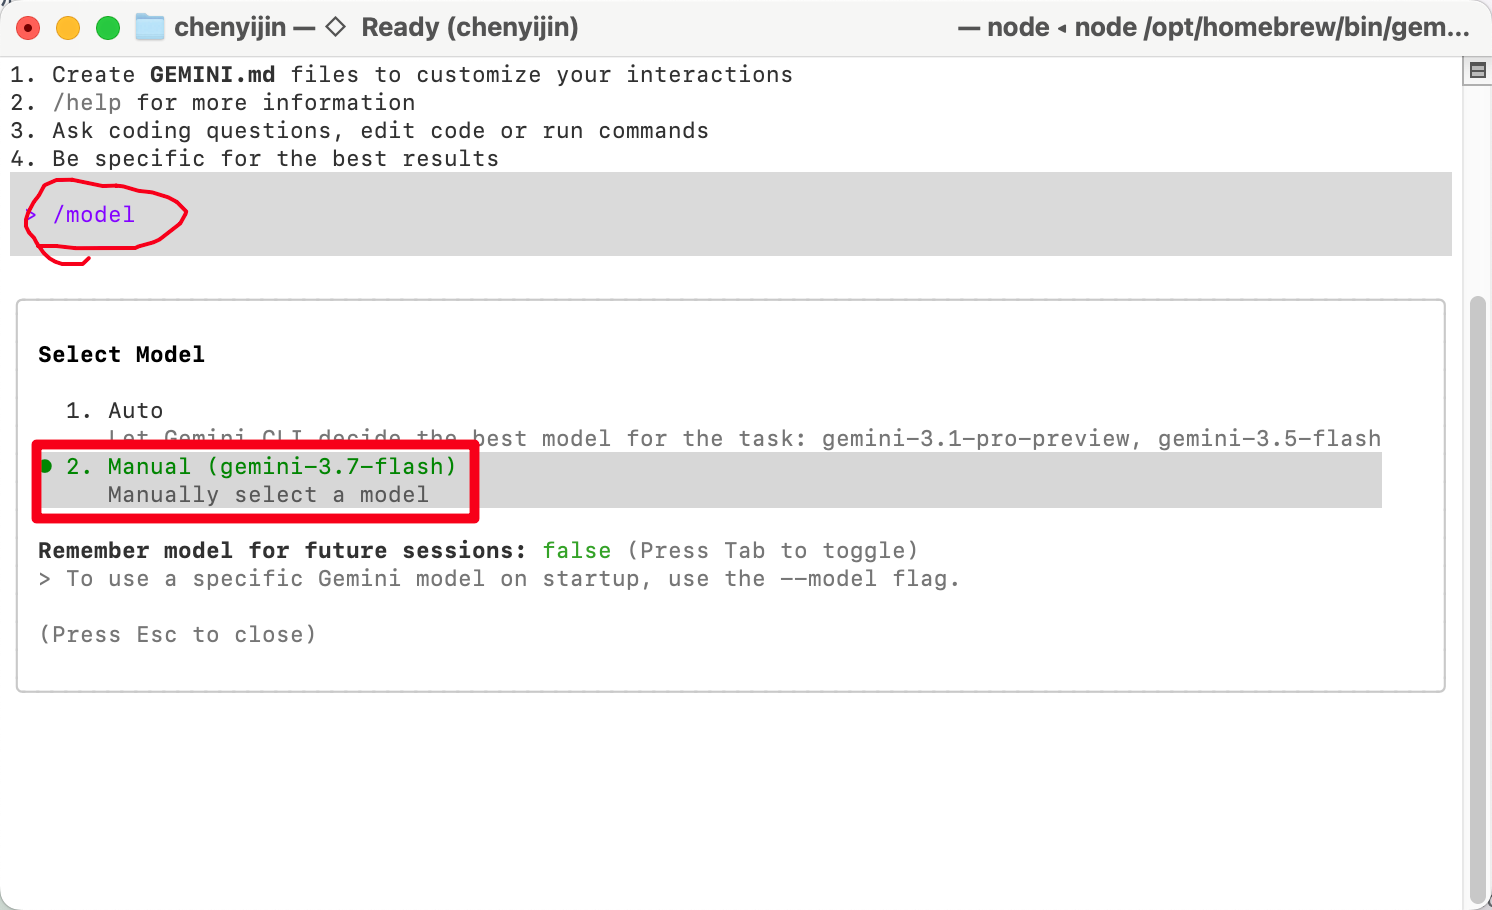 chenyijin — ◇ Ready (chenyijin) — node ◂ node /opt/homebrew/bin/gem...
1. Create GEMINI.md files to customize your interactions
2. /help for more information
3. Ask coding questions, edit code or run commands
4. Be specific for the best results
> /model
Select Model
1. Auto
Let Gemini CLI decide the best model for the task: gemini-3.1-pro-preview, gemini-3.5-flash
● 2. Manual (gemini-3.7-flash)
Manually select a model
Remember model for future sessions: false (Press Tab to toggle)
> To use a specific Gemini model on startup, use the --model flag.
(Press Esc to close)